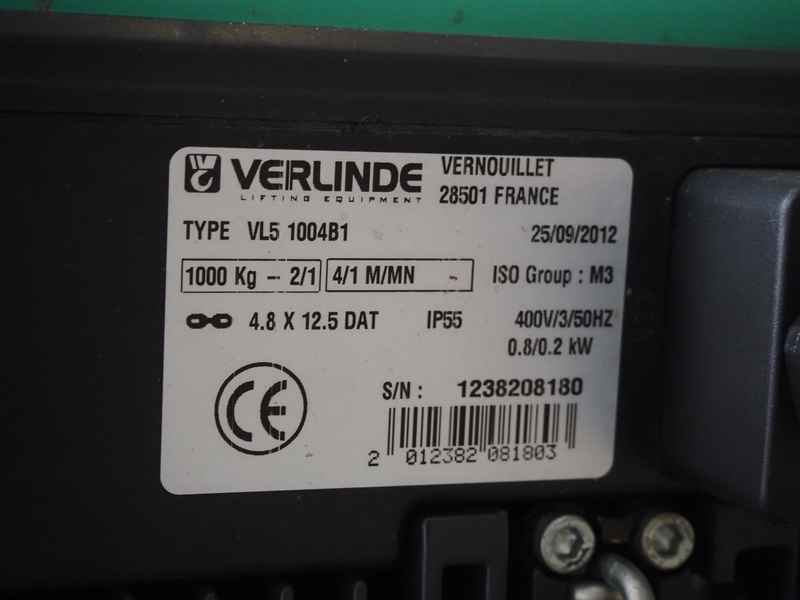 VERLINDE
LIFTING EQUIPMENT
VERNOUILLET
28501 FRANCE
TYPE VL5 1004B1 25/09/2012
1000 Kg - 2/1 4/1 M/MN - ISO Group : M3
4.8 X 12.5 DAT IP55 400V/3/50HZ
0.8/0.2 kW
CE
S/N : 1238208180
2 012382 081803